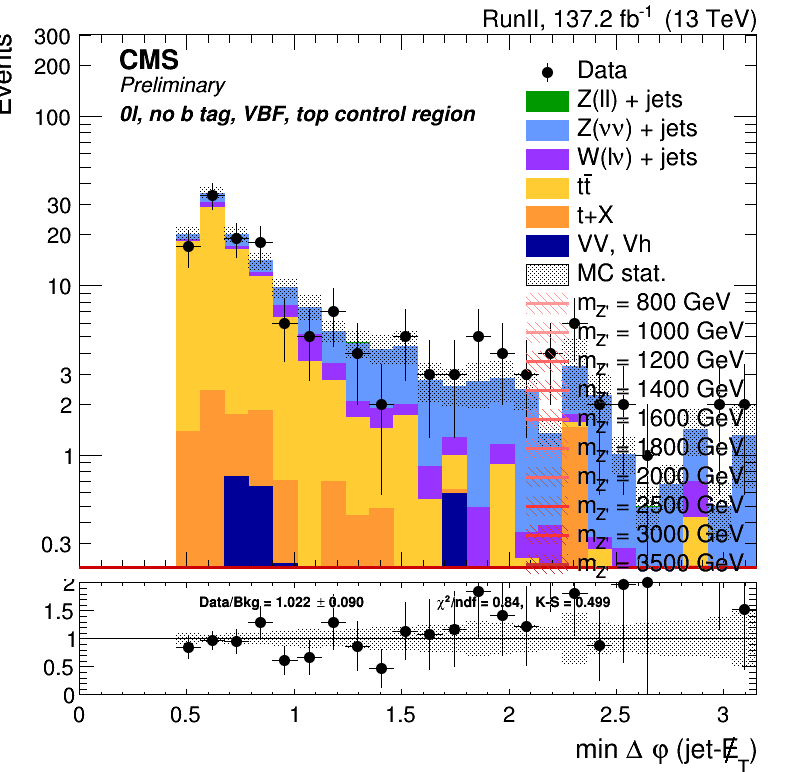 RunII, 137.2 fb⁻¹ (13 TeV)
Events
300
200
100
30
20
10
3
2
1
0.3
CMS
Preliminary
0l, no b tag, VBF, top control region
Data
Z(ll) + jets
Z(νν) + jets
W(lν) + jets
tt̄
t+X
VV, Vh
MC stat.
m_Z' = 800 GeV
m_Z' = 1000 GeV
m_Z' = 1200 GeV
m_Z' = 1400 GeV
m_Z' = 1600 GeV
m_Z' = 1800 GeV
m_Z' = 2000 GeV
m_Z' = 2500 GeV
m_Z' = 3000 GeV
m_Z' = 3500 GeV
2
1.5
1
0.5
0
Data/Bkg = 1.022 ± 0.090
χ²/ndf = 0.84, K-S = 0.499
0 0.5 1 1.5 2 2.5 3
min Δ φ (jet-E̸_T)